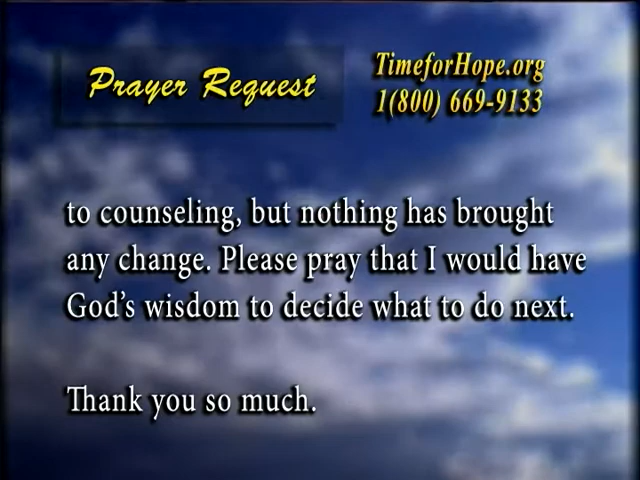 Prayer Request
TimeforHope.org
1(800) 669-9133
to counseling, but nothing has brought
any change. Please pray that I would have
God's wisdom to decide what to do next.
Thank you so much.